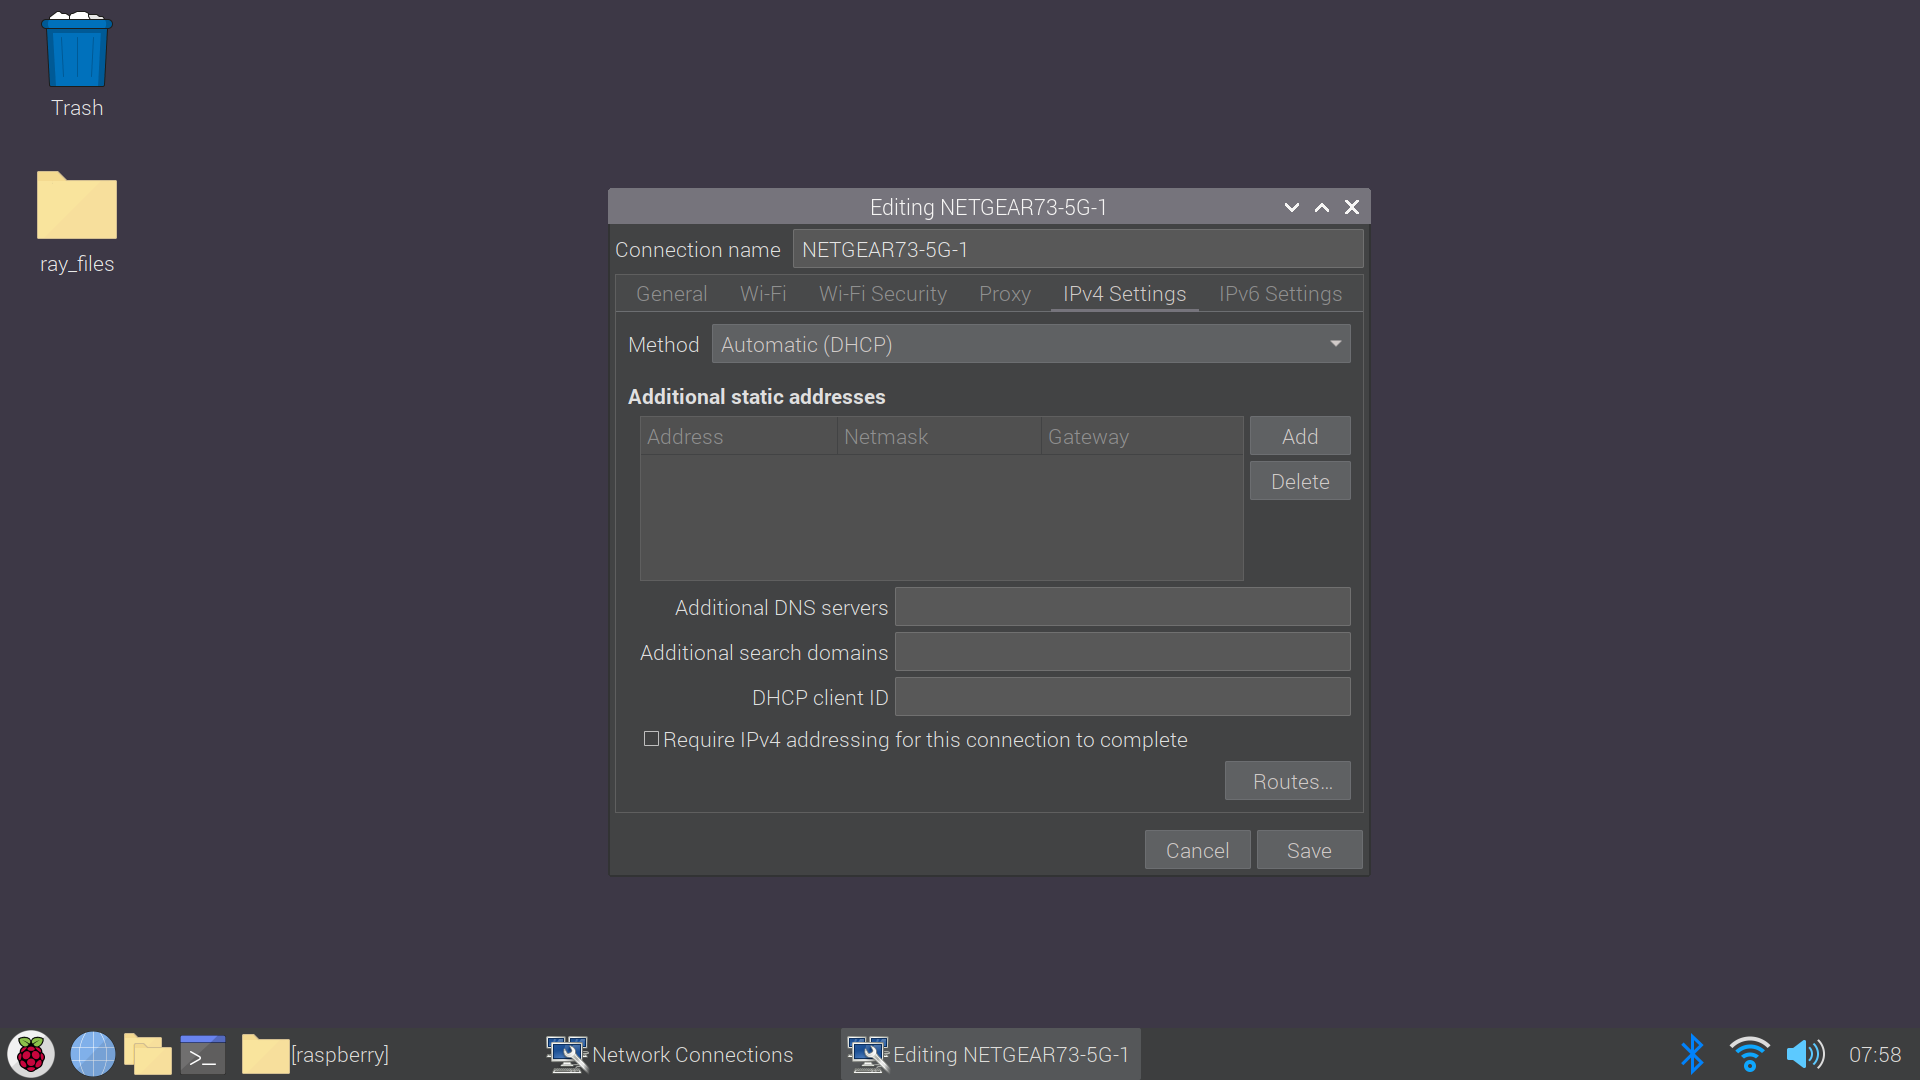 Trash
ray_files
Editing NETGEAR73-5G-1
Connection name NETGEAR73-5G-1
General Wi-Fi Wi-Fi Security Proxy IPv4 Settings IPv6 Settings
Method Automatic (DHCP)
Additional static addresses
Address Netmask Gateway Add
Delete
Additional DNS servers
Additional search domains
DHCP client ID
Require IPv4 addressing for this connection to complete
Routes…
Cancel Save
>_ [raspberry] Network Connections Editing NETGEAR73-5G-1 07:58